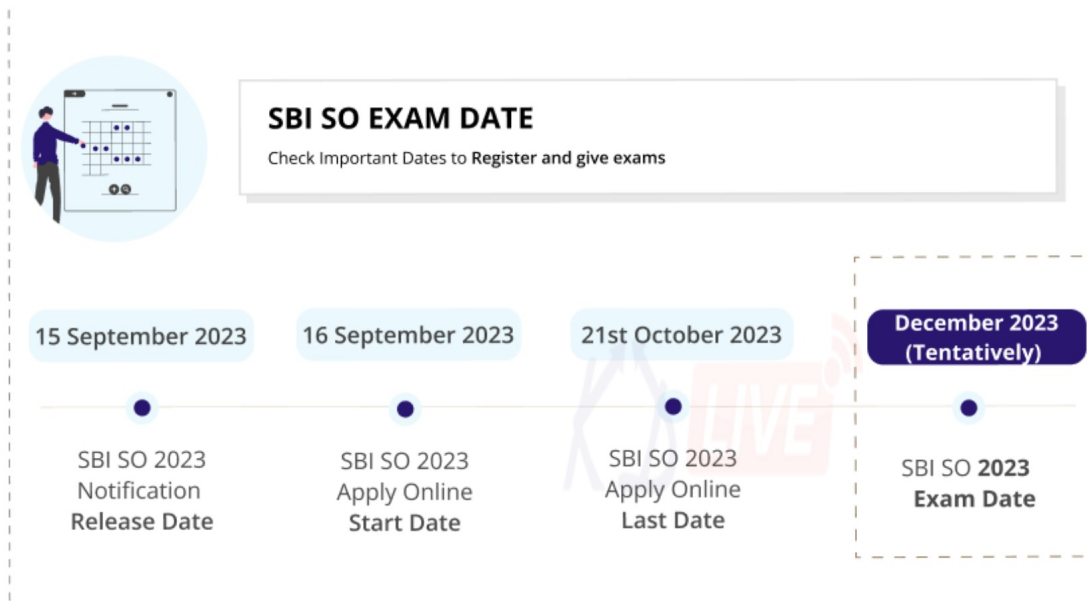 SBI SO EXAM DATE
Check Important Dates to Register and give exams
15 September 2023
16 September 2023
21st October 2023
December 2023
(Tentatively)
SBI SO 2023
Notification
Release Date
SBI SO 2023
Apply Online
Start Date
SBI SO 2023
Apply Online
Last Date
SBI SO 2023
Exam Date
KJ
LIVE